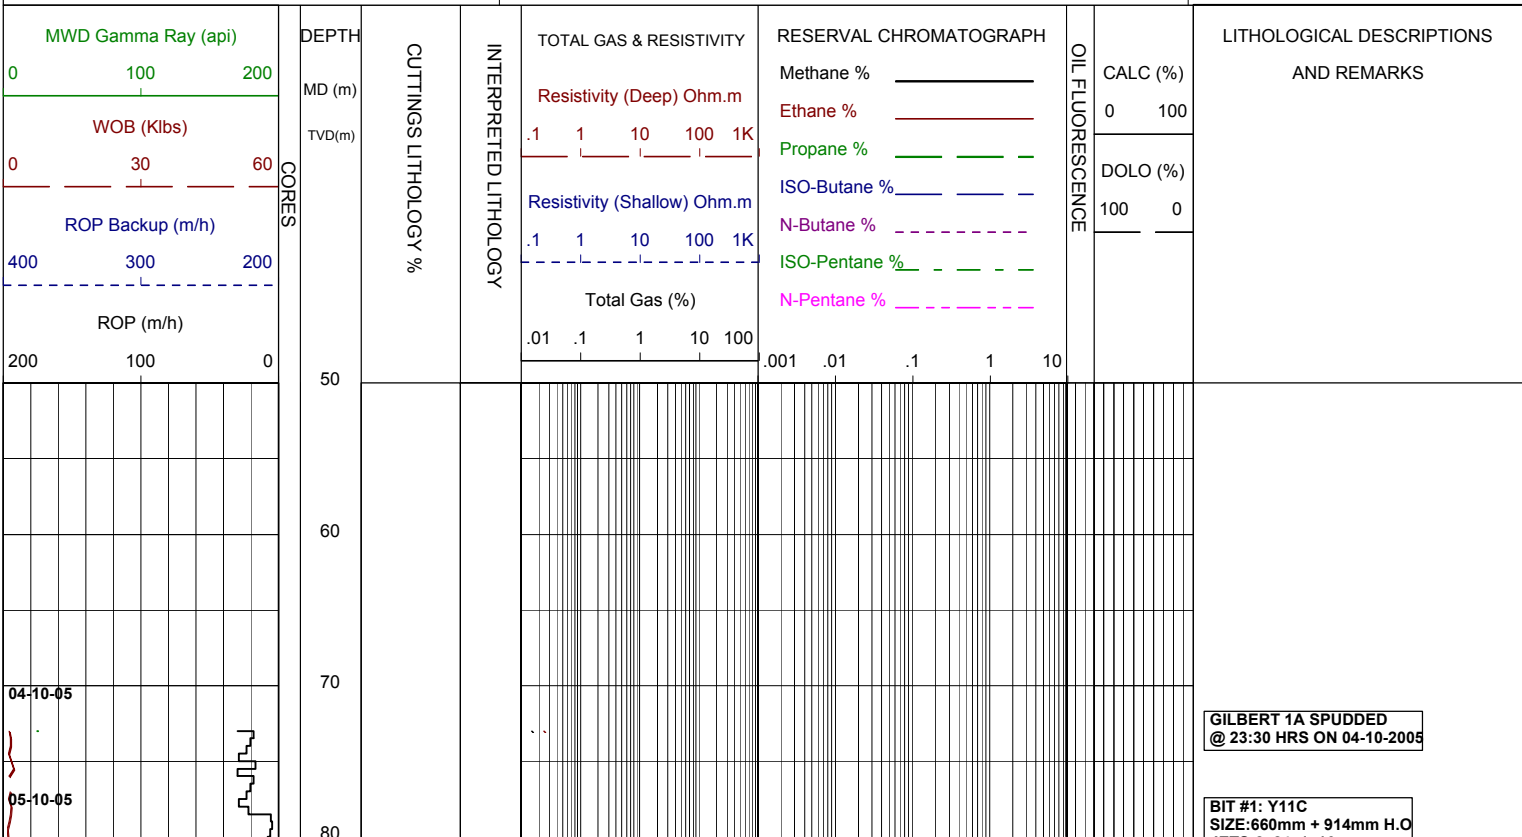 MWD Gamma Ray (api)
0 100 200
WOB (Klbs)
0 30 60
ROP Backup (m/h)
400 300 200
ROP (m/h)
200 100 0
CORES
DEPTH
MD (m)
TVD(m)
CUTTINGS LITHOLOGY %
INTERPRETED LITHOLOGY
TOTAL GAS & RESISTIVITY
Resistivity (Deep) Ohm.m
.1 1 10 100 1K
Resistivity (Shallow) Ohm.m
.1 1 10 100 1K
Total Gas (%)
.01 .1 1 10 100
RESERVAL CHROMATOGRAPH
Methane %
Ethane %
Propane %
ISO-Butane %
N-Butane %
ISO-Pentane %
N-Pentane %
.001 .01 .1 1 10
OIL FLUORESCENCE
CALC (%)
0 100
DOLO (%)
100 0
LITHOLOGICAL DESCRIPTIONS
AND REMARKS
50
60
70
04-10-05
GILBERT 1A SPUDDED
@ 23:30 HRS ON 04-10-2005
05-10-05
80
BIT #1: Y11C
SIZE:660mm + 914mm H.O